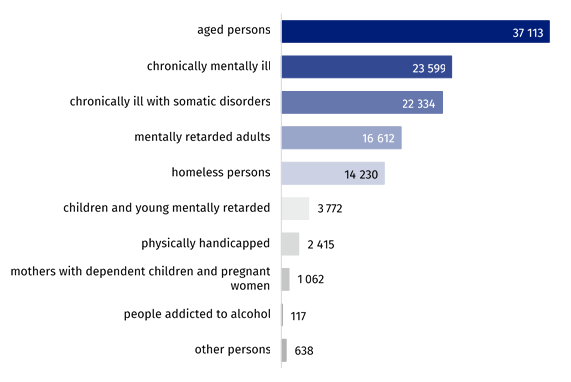 aged persons 37 113
chronically mentally ill 23 599
chronically ill with somatic disorders 22 334
mentally retarded adults 16 612
homeless persons 14 230
children and young mentally retarded 3 772
physically handicapped 2 415
mothers with dependent children and pregnant
women 1 062
people addicted to alcohol 117
other persons 638